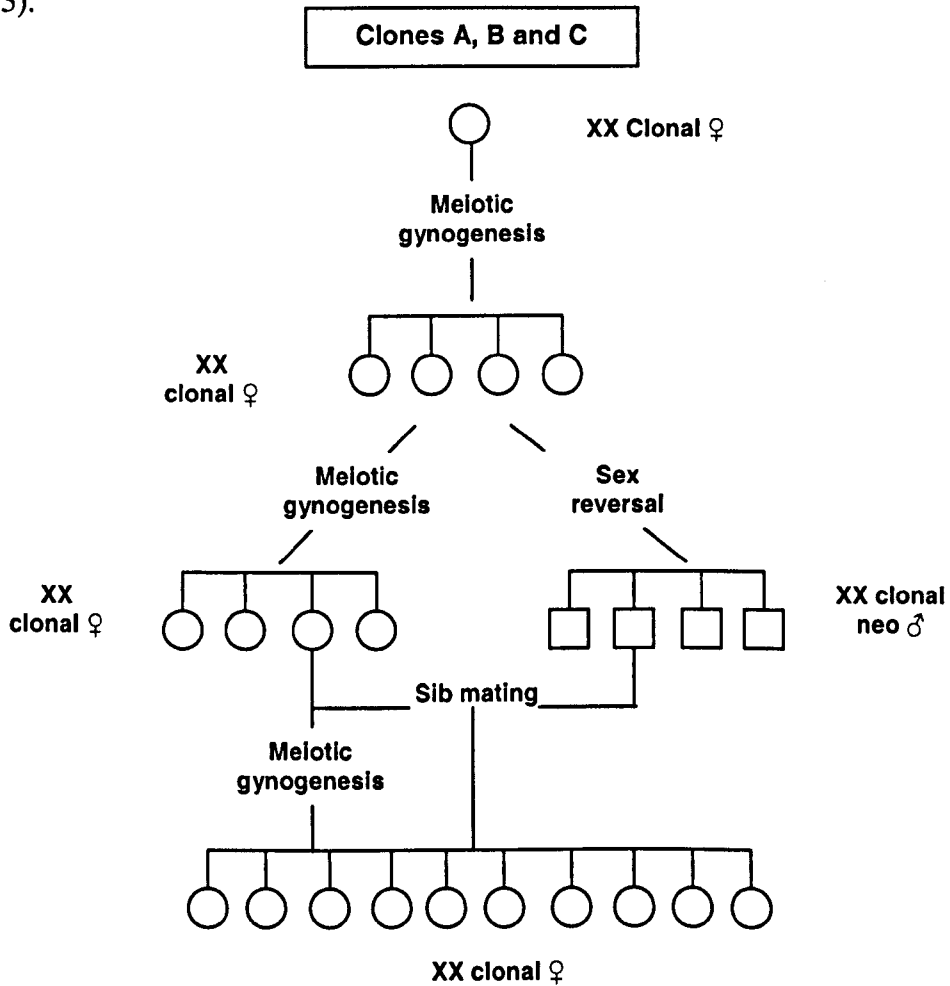 3).
Clones A, B and C
XX Clonal ♀
Meiotic
gynogenesis
XX
clonal ♀
Meiotic
gynogenesis
Sex
reversal
XX
clonal ♀
XX clonal
neo ♂
Sib mating
Meiotic
gynogenesis
XX clonal ♀